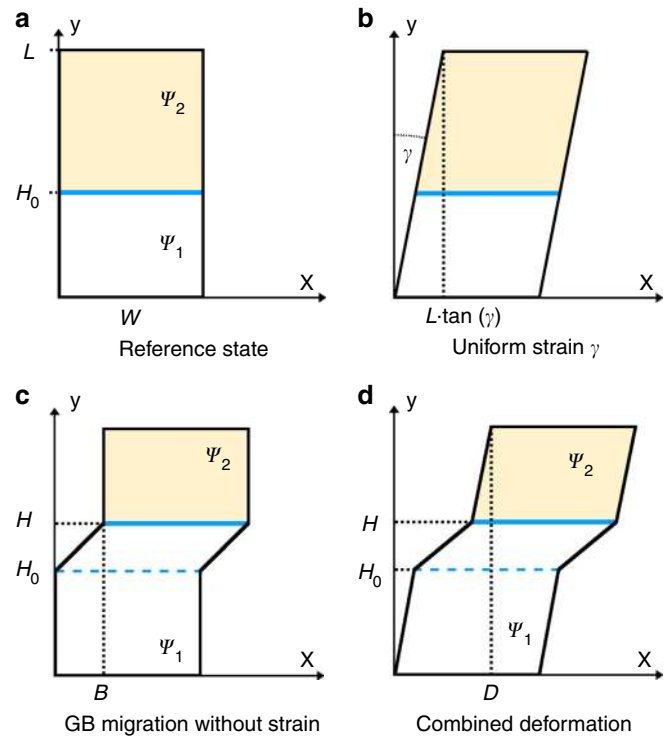 a
y
L
Ψ₂
H₀
Ψ₁
X
W
Reference state
b
y
γ
X
L·tan (γ)
Uniform strain γ
c
y
Ψ₂
H
H₀
Ψ₁
X
B
GB migration without strain
d
y
Ψ₂
H
H₀
Ψ₁
X
D
Combined deformation